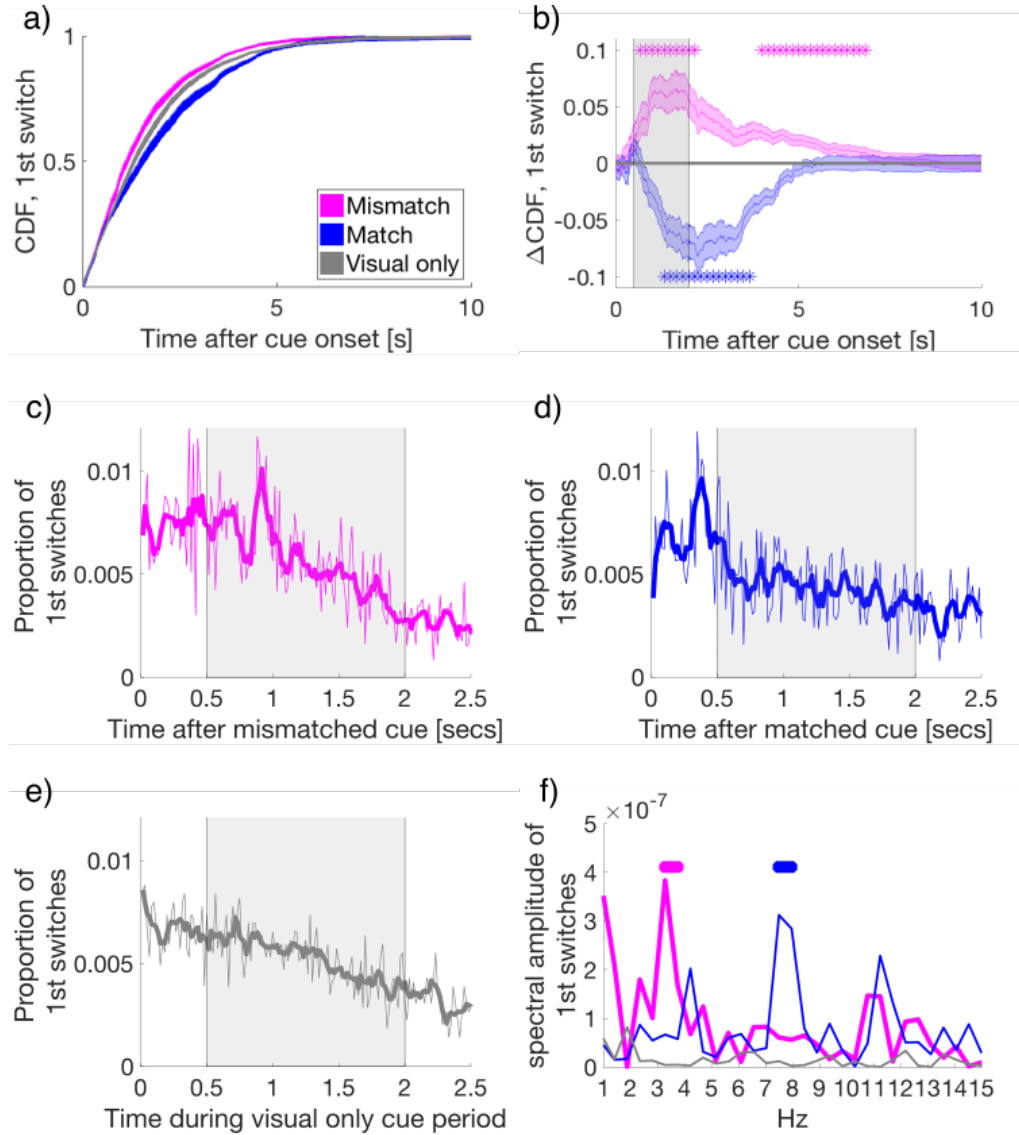 a)
CDF, 1st switch
1
0.5
0
0
5
10
Time after cue onset [s]
Mismatch
Match
Visual only
b)
ΔCDF, 1st switch
0.1
0.05
0
-0.05
-0.1
0
5
10
Time after cue onset [s]
c)
Proportion of
1st switches
0.01
0.005
0
0
0.5
1
1.5
2
2.5
Time after mismatched cue [secs]
d)
Proportion of
1st switches
0.01
0.005
0
0
0.5
1
1.5
2
2.5
Time after matched cue [secs]
e)
Proportion of
1st switches
0.01
0.005
0
0
0.5
1
1.5
2
2.5
Time during visual only cue period
f)
×10⁻⁷
spectral amplitude of
1st switches
5
4
3
2
1
0
1 2 3 4 5 6 7 8 9 10 11 12 13 14 15
Hz